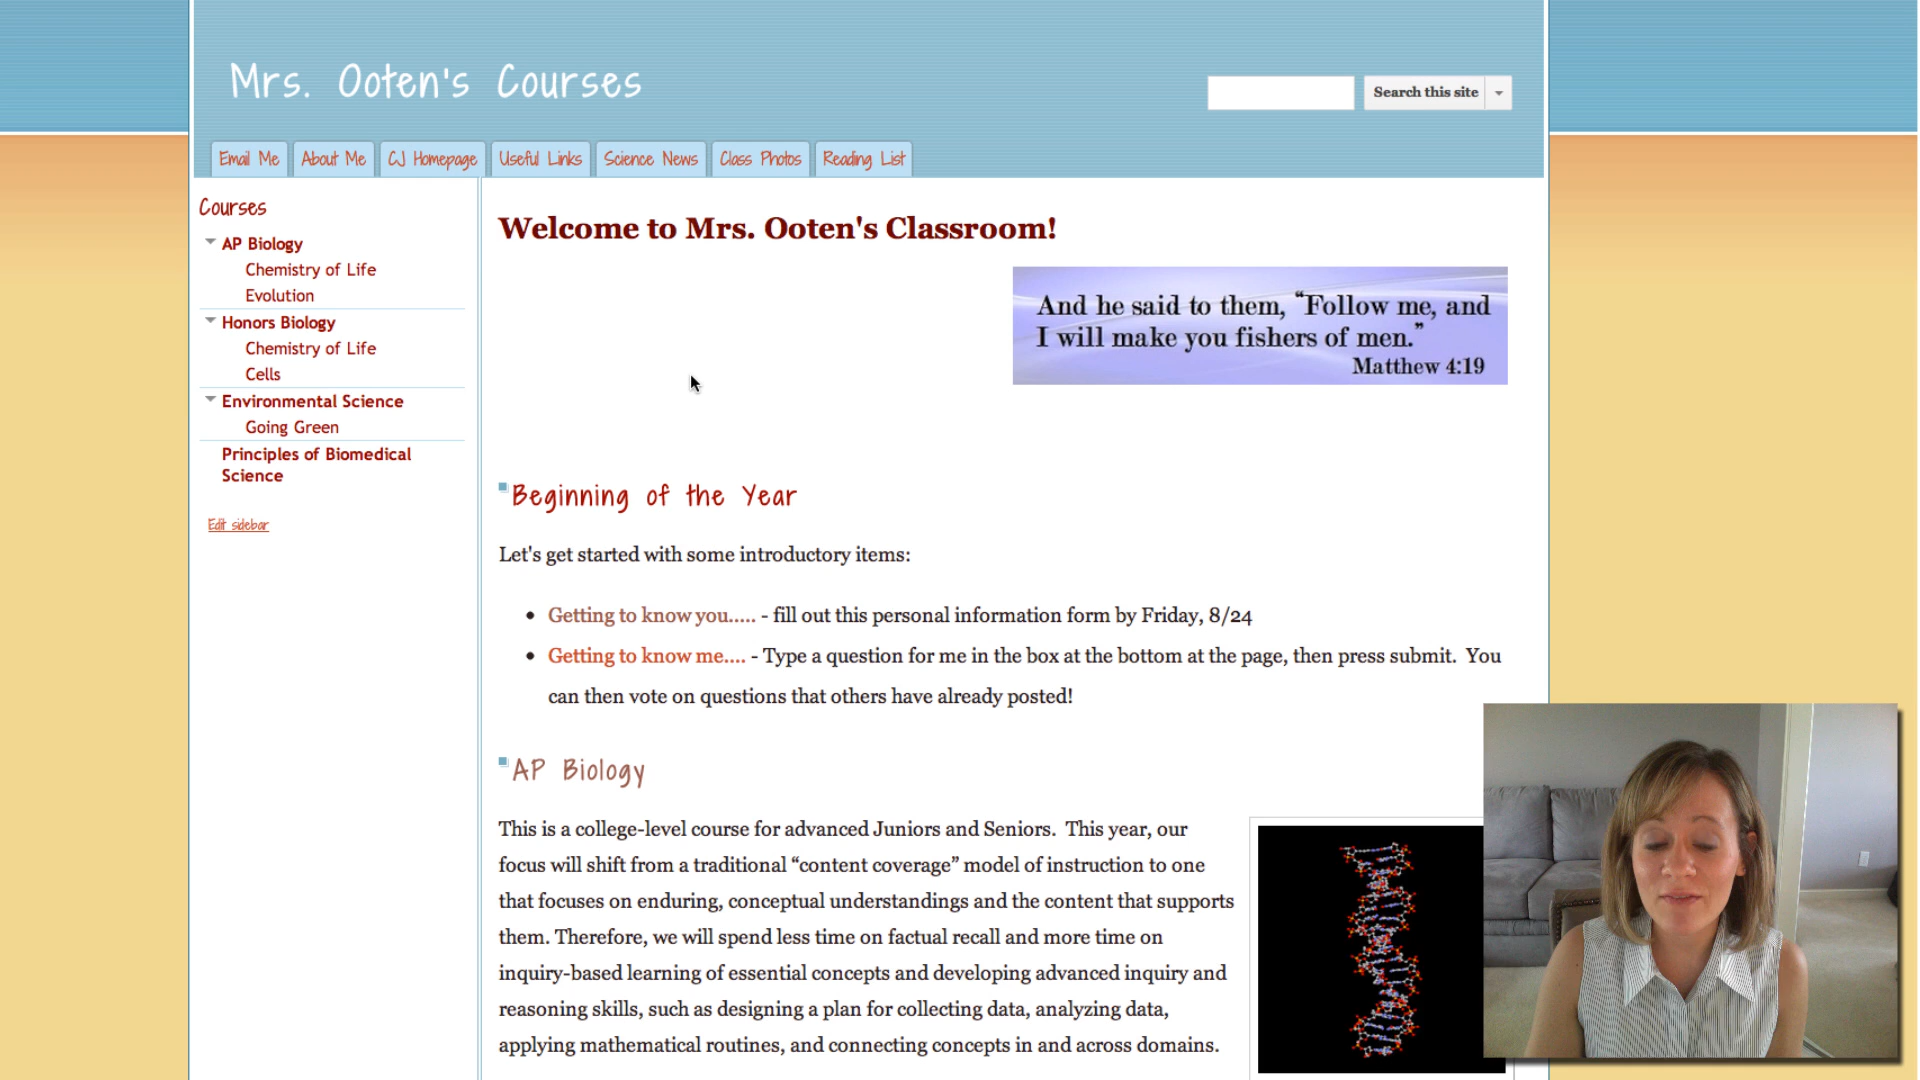 Mrs. Ooten's Courses
Search this site
Email Me
About Me
CJ Homepage
Useful Links
Science News
Class Photos
Reading List
Courses
AP Biology
Chemistry of Life
Evolution
Honors Biology
Chemistry of Life
Cells
Environmental Science
Going Green
Principles of Biomedical
Science
Edit sidebar
Welcome to Mrs. Ooten's Classroom!
And he said to them, “Follow me, and
I will make you fishers of men.”
Matthew 4:19
Beginning of the Year
Let's get started with some introductory items:
• Getting to know you..... - fill out this personal information form by Friday, 8/24
• Getting to know me.... - Type a question for me in the box at the bottom at the page, then press submit.  You
can then vote on questions that others have already posted!
AP Biology
This is a college-level course for advanced Juniors and Seniors.  This year, our
focus will shift from a traditional “content coverage” model of instruction to one
that focuses on enduring, conceptual understandings and the content that supports
them. Therefore, we will spend less time on factual recall and more time on
inquiry-based learning of essential concepts and developing advanced inquiry and
reasoning skills, such as designing a plan for collecting data, analyzing data,
applying mathematical routines, and connecting concepts in and across domains.